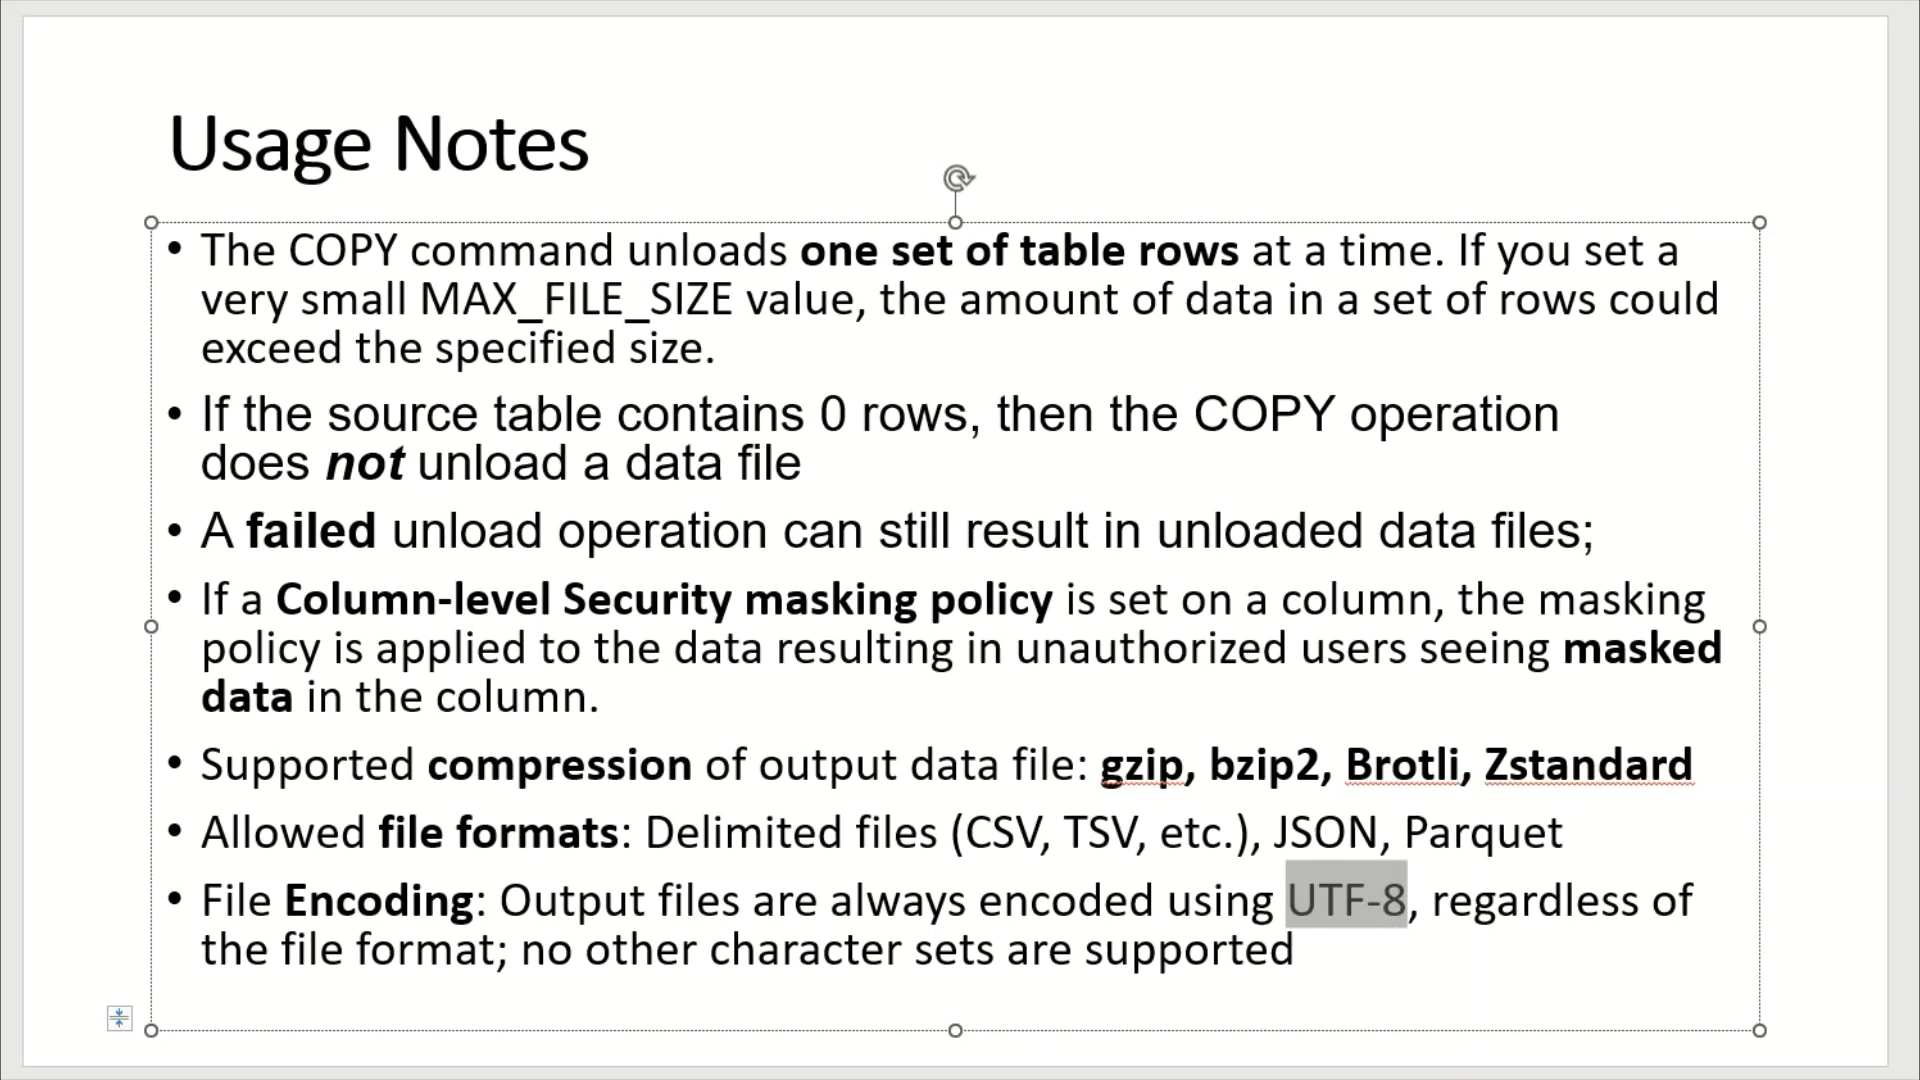 Usage Notes
• The COPY command unloads one set of table rows at a time. If you set a
very small MAX_FILE_SIZE value, the amount of data in a set of rows could
exceed the specified size.
• If the source table contains 0 rows, then the COPY operation
does not unload a data file
• A failed unload operation can still result in unloaded data files;
• If a Column-level Security masking policy is set on a column, the masking
policy is applied to the data resulting in unauthorized users seeing masked
data in the column.
• Supported compression of output data file: gzip, bzip2, Brotli, Zstandard
• Allowed file formats: Delimited files (CSV, TSV, etc.), JSON, Parquet
• File Encoding: Output files are always encoded using UTF-8, regardless of
the file format; no other character sets are supported